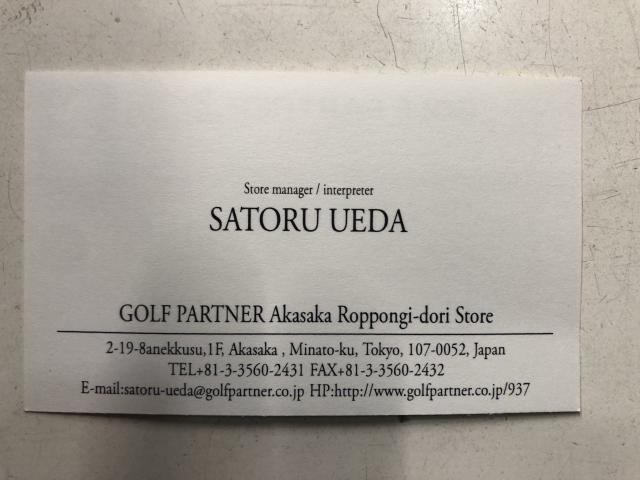 Store manager / interpreter
SATORU UEDA
GOLF PARTNER Akasaka Roppongi-dori Store
2-19-8anekkusu,1F, Akasaka , Minato-ku, Tokyo, 107-0052, Japan
TEL+81-3-3560-2431 FAX+81-3-3560-2432
E-mail:satoru-ueda@golfpartner.co.jp HP:http://www.golfpartner.co.jp/937